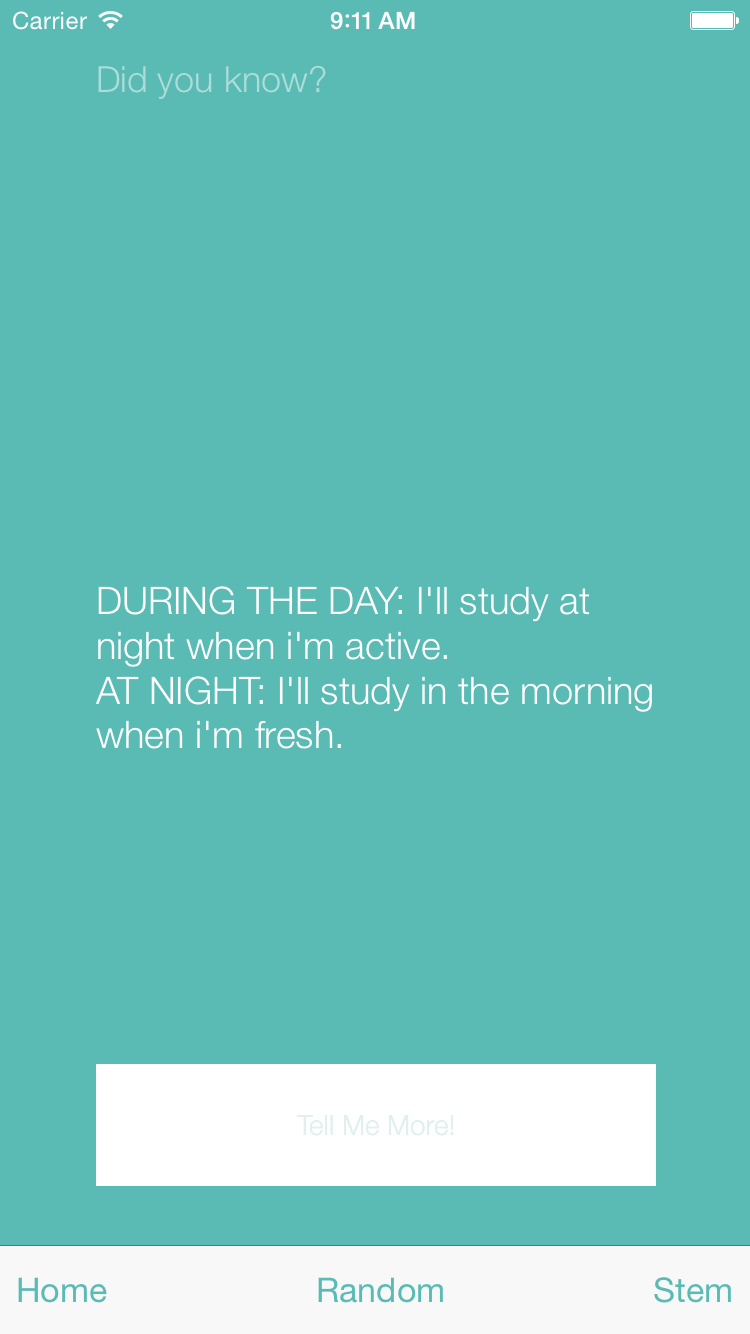 Carrier 9:11 AM
Did you know?
DURING THE DAY: I'll study at
night when i'm active.
AT NIGHT: I'll study in the morning
when i'm fresh.
Tell Me More!
Home Random Stem